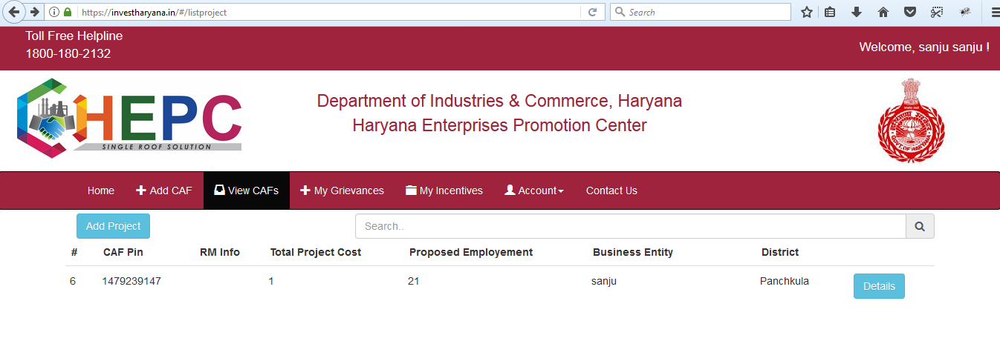 https://investharyana.in/#/listproject
Search
Toll Free Helpline
1800-180-2132
Welcome, sanju sanju !
HEPC
SINGLE ROOF SOLUTION
Department of Industries & Commerce, Haryana
Haryana Enterprises Promotion Center
GOVT. OF HARYANA
Home Add CAF View CAFs My Grievances My Incentives Account Contact Us
Add Project Search..
# CAF Pin RM Info Total Project Cost Proposed Employement Business Entity District
6 1479239147 1 21 sanju Panchkula Details